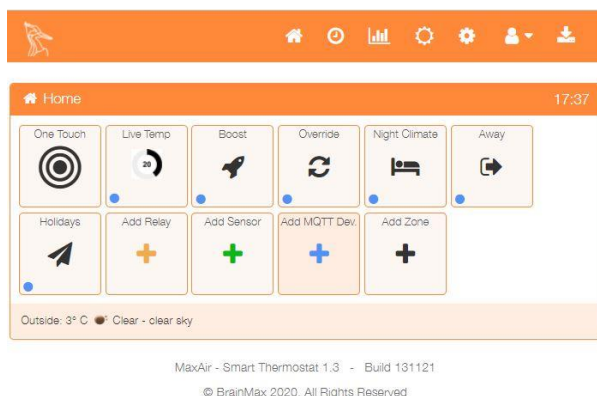 Home 17:37
One Touch Live Temp Boost Override Night Climate Away
20
Holidays Add Relay Add Sensor Add MQTT Dev. Add Zone
Outside: 3° C Clear - clear sky
MaxAir - Smart Thermostat 1.3 - Build 131121
© BrainMax 2020. All Rights Reserved